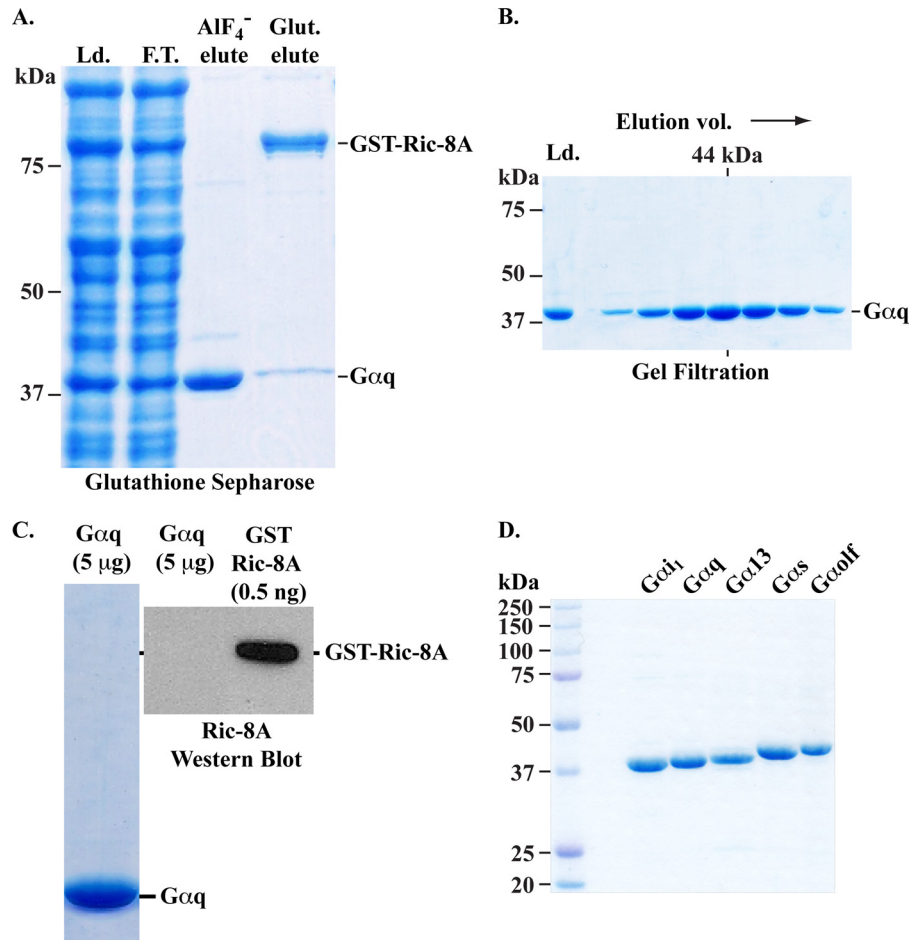 A.
Ld.
F.T.
AlF₄⁻
elute
Glut.
elute
kDa
75
50
37
GST-Ric-8A
Gαq
Glutathione Sepharose
B.
Elution vol.
Ld.
44 kDa
kDa
75
50
37
Gαq
Gel Filtration
C.
Gαq
(5 μg)
Gαq
(5 μg)
GST
Ric-8A
(0.5 ng)
GST-Ric-8A
Ric-8A
Western Blot
Gαq
D.
kDa
Gαi₁
Gαq
Gα13
Gαs
Gαolf
250
150
100
75
50
37
25
20